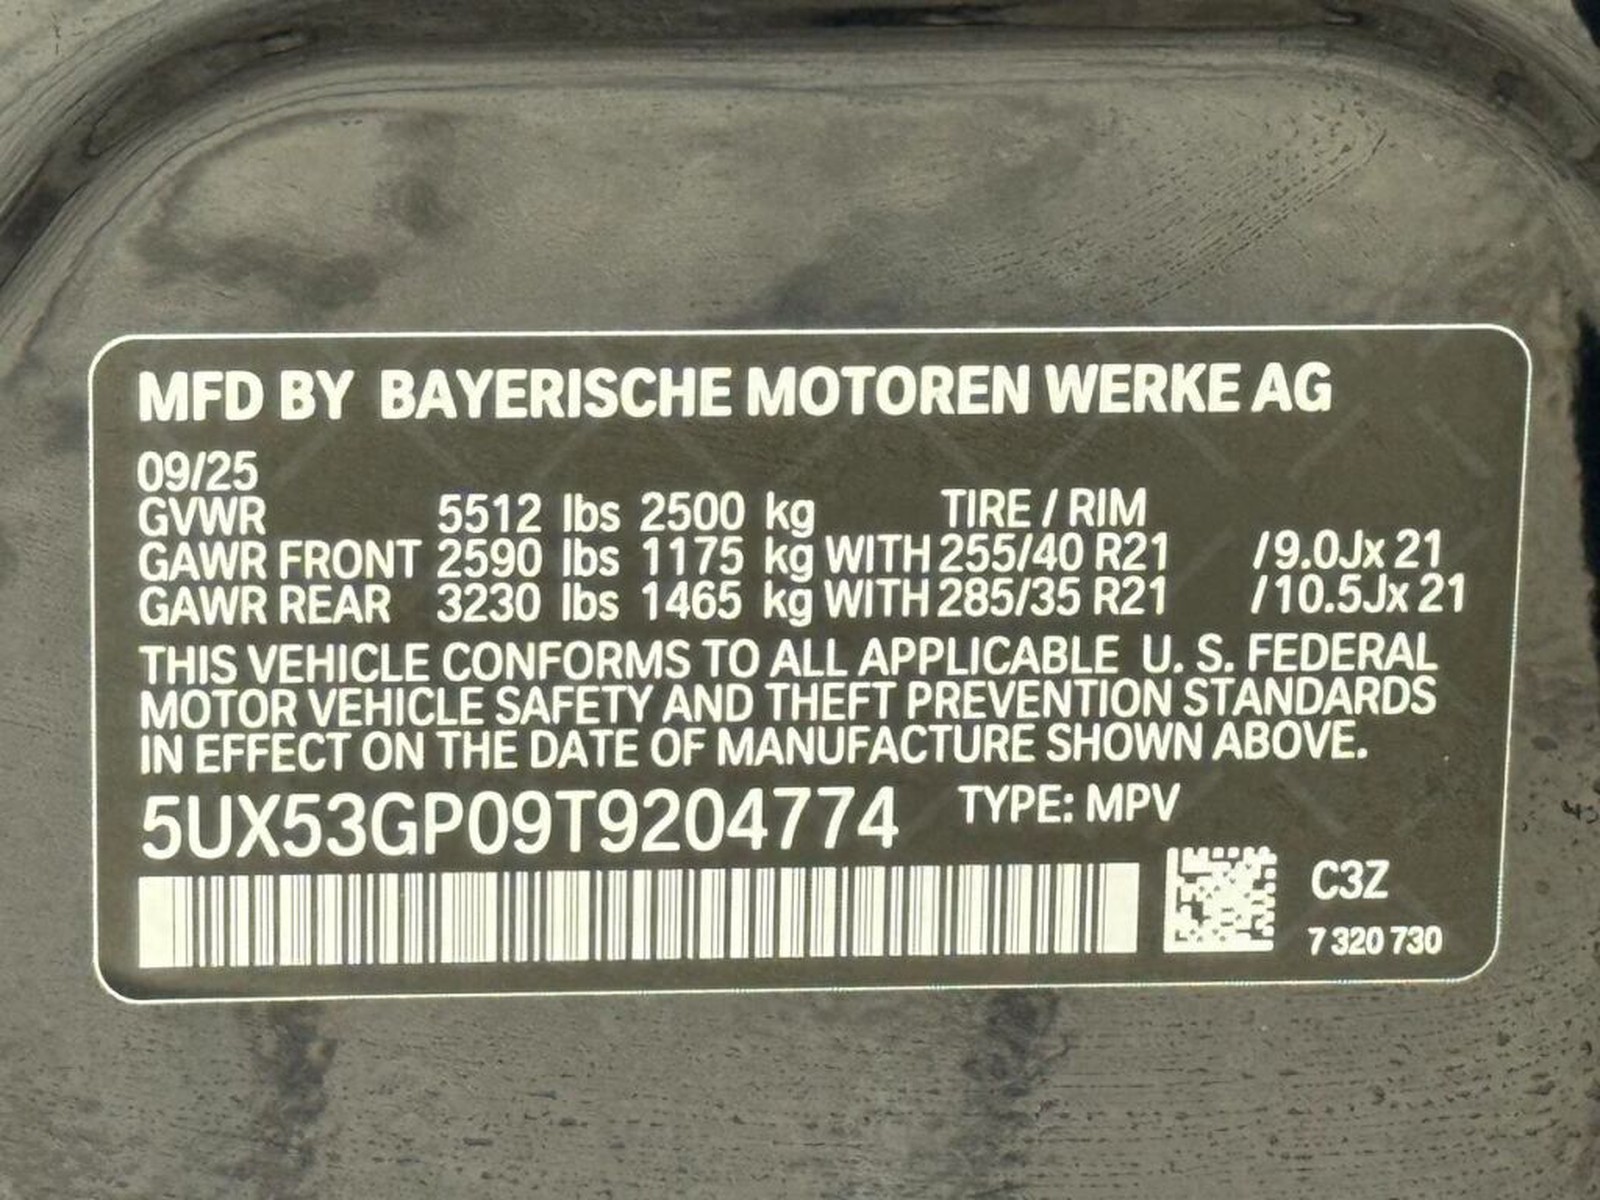 MFD BY BAYERISCHE MOTOREN WERKE AG
09/25
GVWR 5512 lbs 2500 kg TIRE / RIM
GAWR FRONT 2590 lbs 1175 kg WITH 255/40 R21 /9.0Jx 21
GAWR REAR 3230 lbs 1465 kg WITH 285/35 R21 /10.5Jx 21
THIS VEHICLE CONFORMS TO ALL APPLICABLE U. S. FEDERAL
MOTOR VEHICLE SAFETY AND THEFT PREVENTION STANDARDS
IN EFFECT ON THE DATE OF MANUFACTURE SHOWN ABOVE.
5UX53GP09T9204774 TYPE: MPV
C3Z
7 320 730